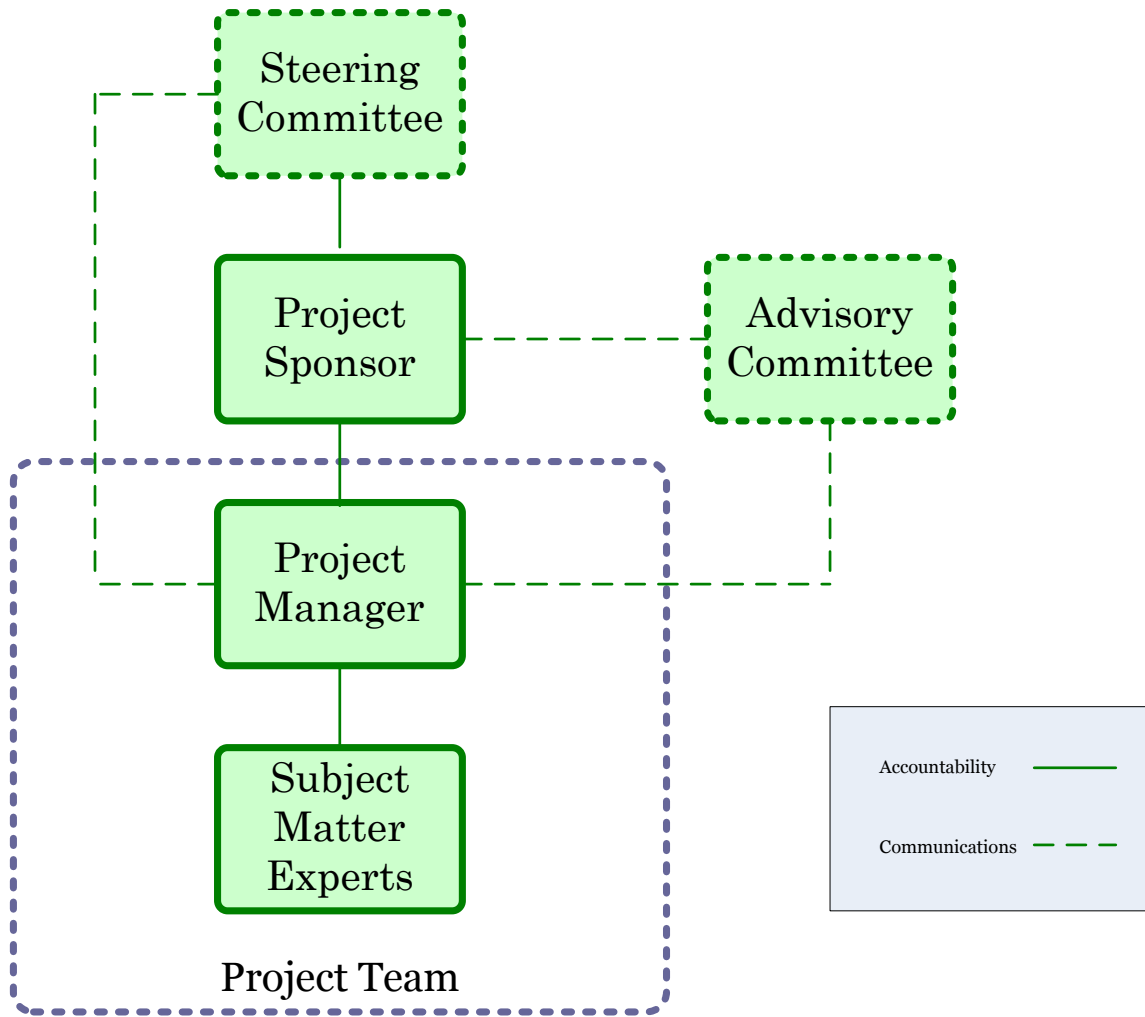 Steering
Committee
Project
Sponsor
Advisory
Committee
Project
Manager
Subject
Matter
Experts
Project Team
Accountability
Communications